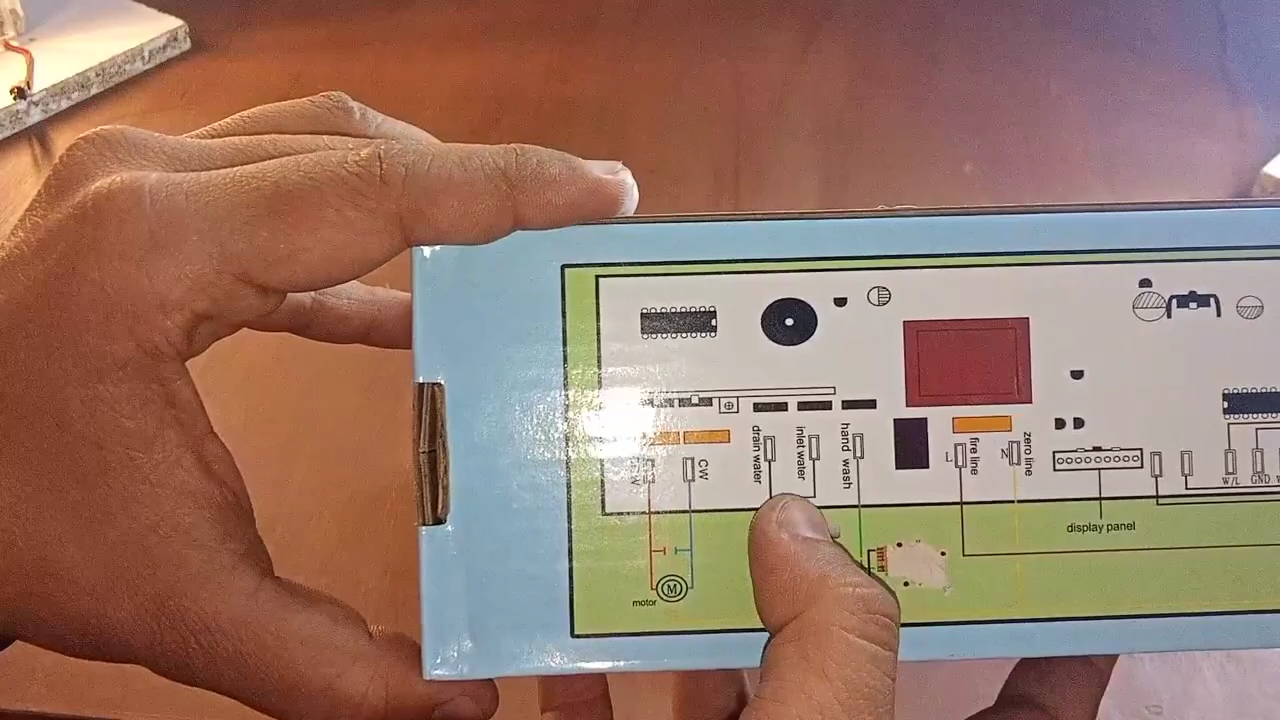 CW
drain water
inlet water
hand wash
L
fire line
N
zero line
W/L
GND
display panel
M
motor